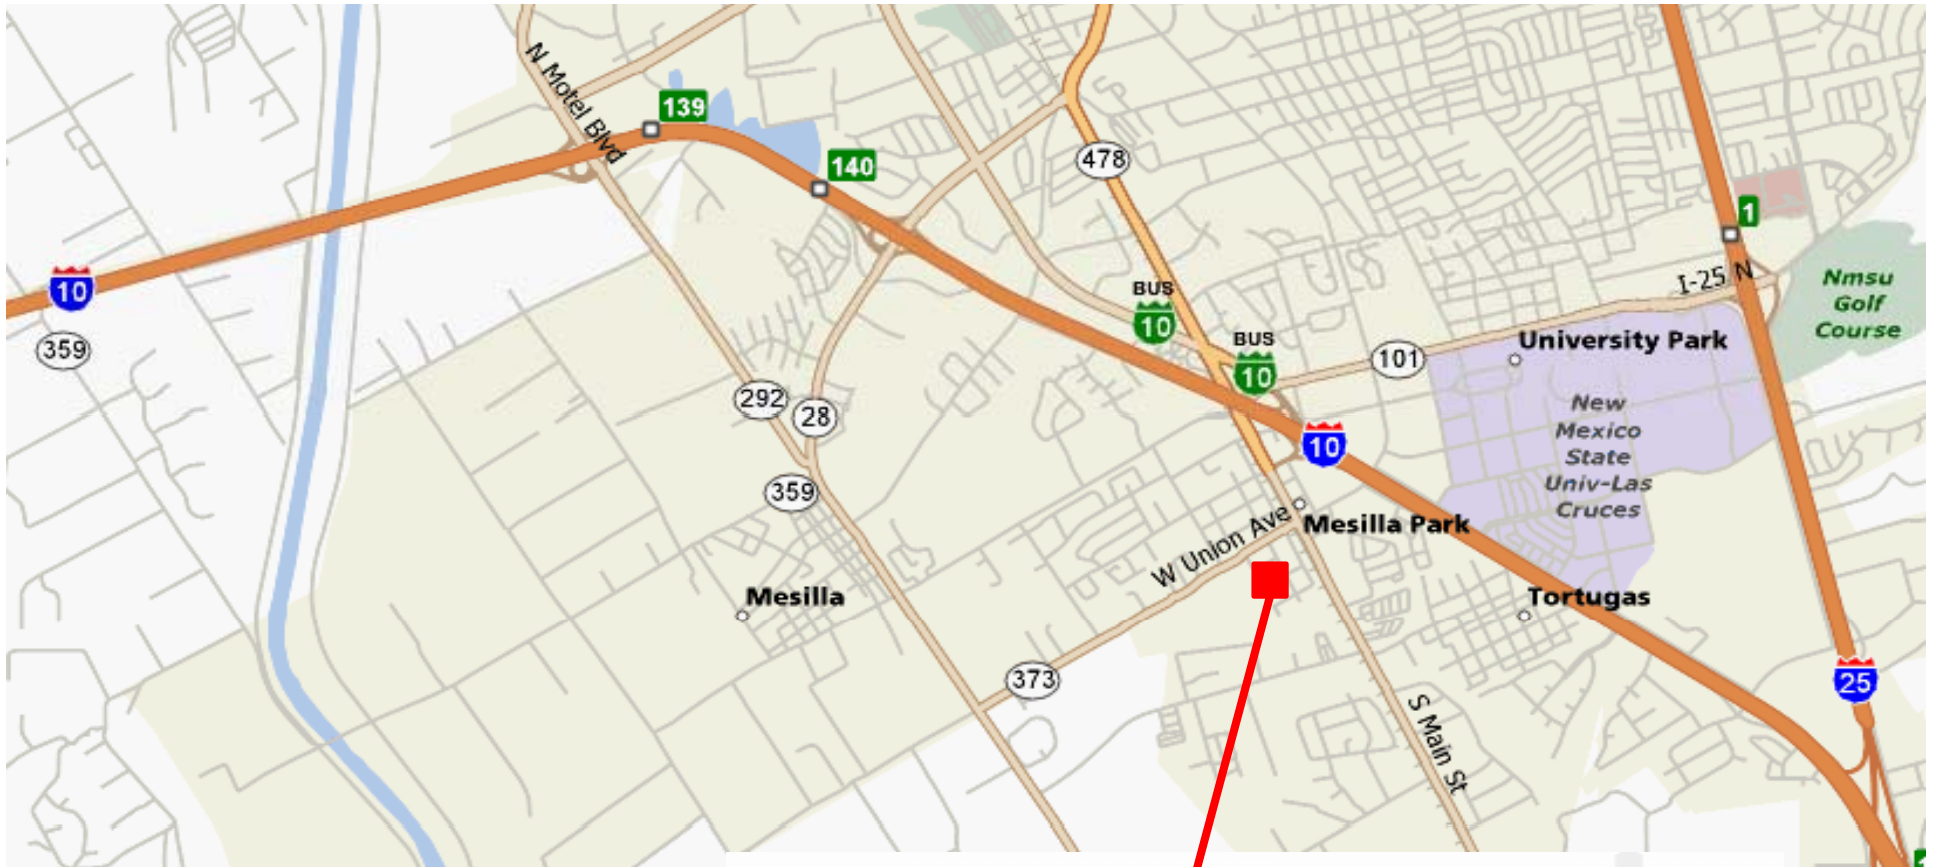 N Motel Blvd
139
140
478
1
I-25 N
Nmsu
Golf
Course
10
359
BUS
10
BUS
10
101
University Park
292
28
New
Mexico
State
Univ-Las
Cruces
10
359
W Union Ave
Mesilla Park
Mesilla
Tortugas
373
25
S Main St